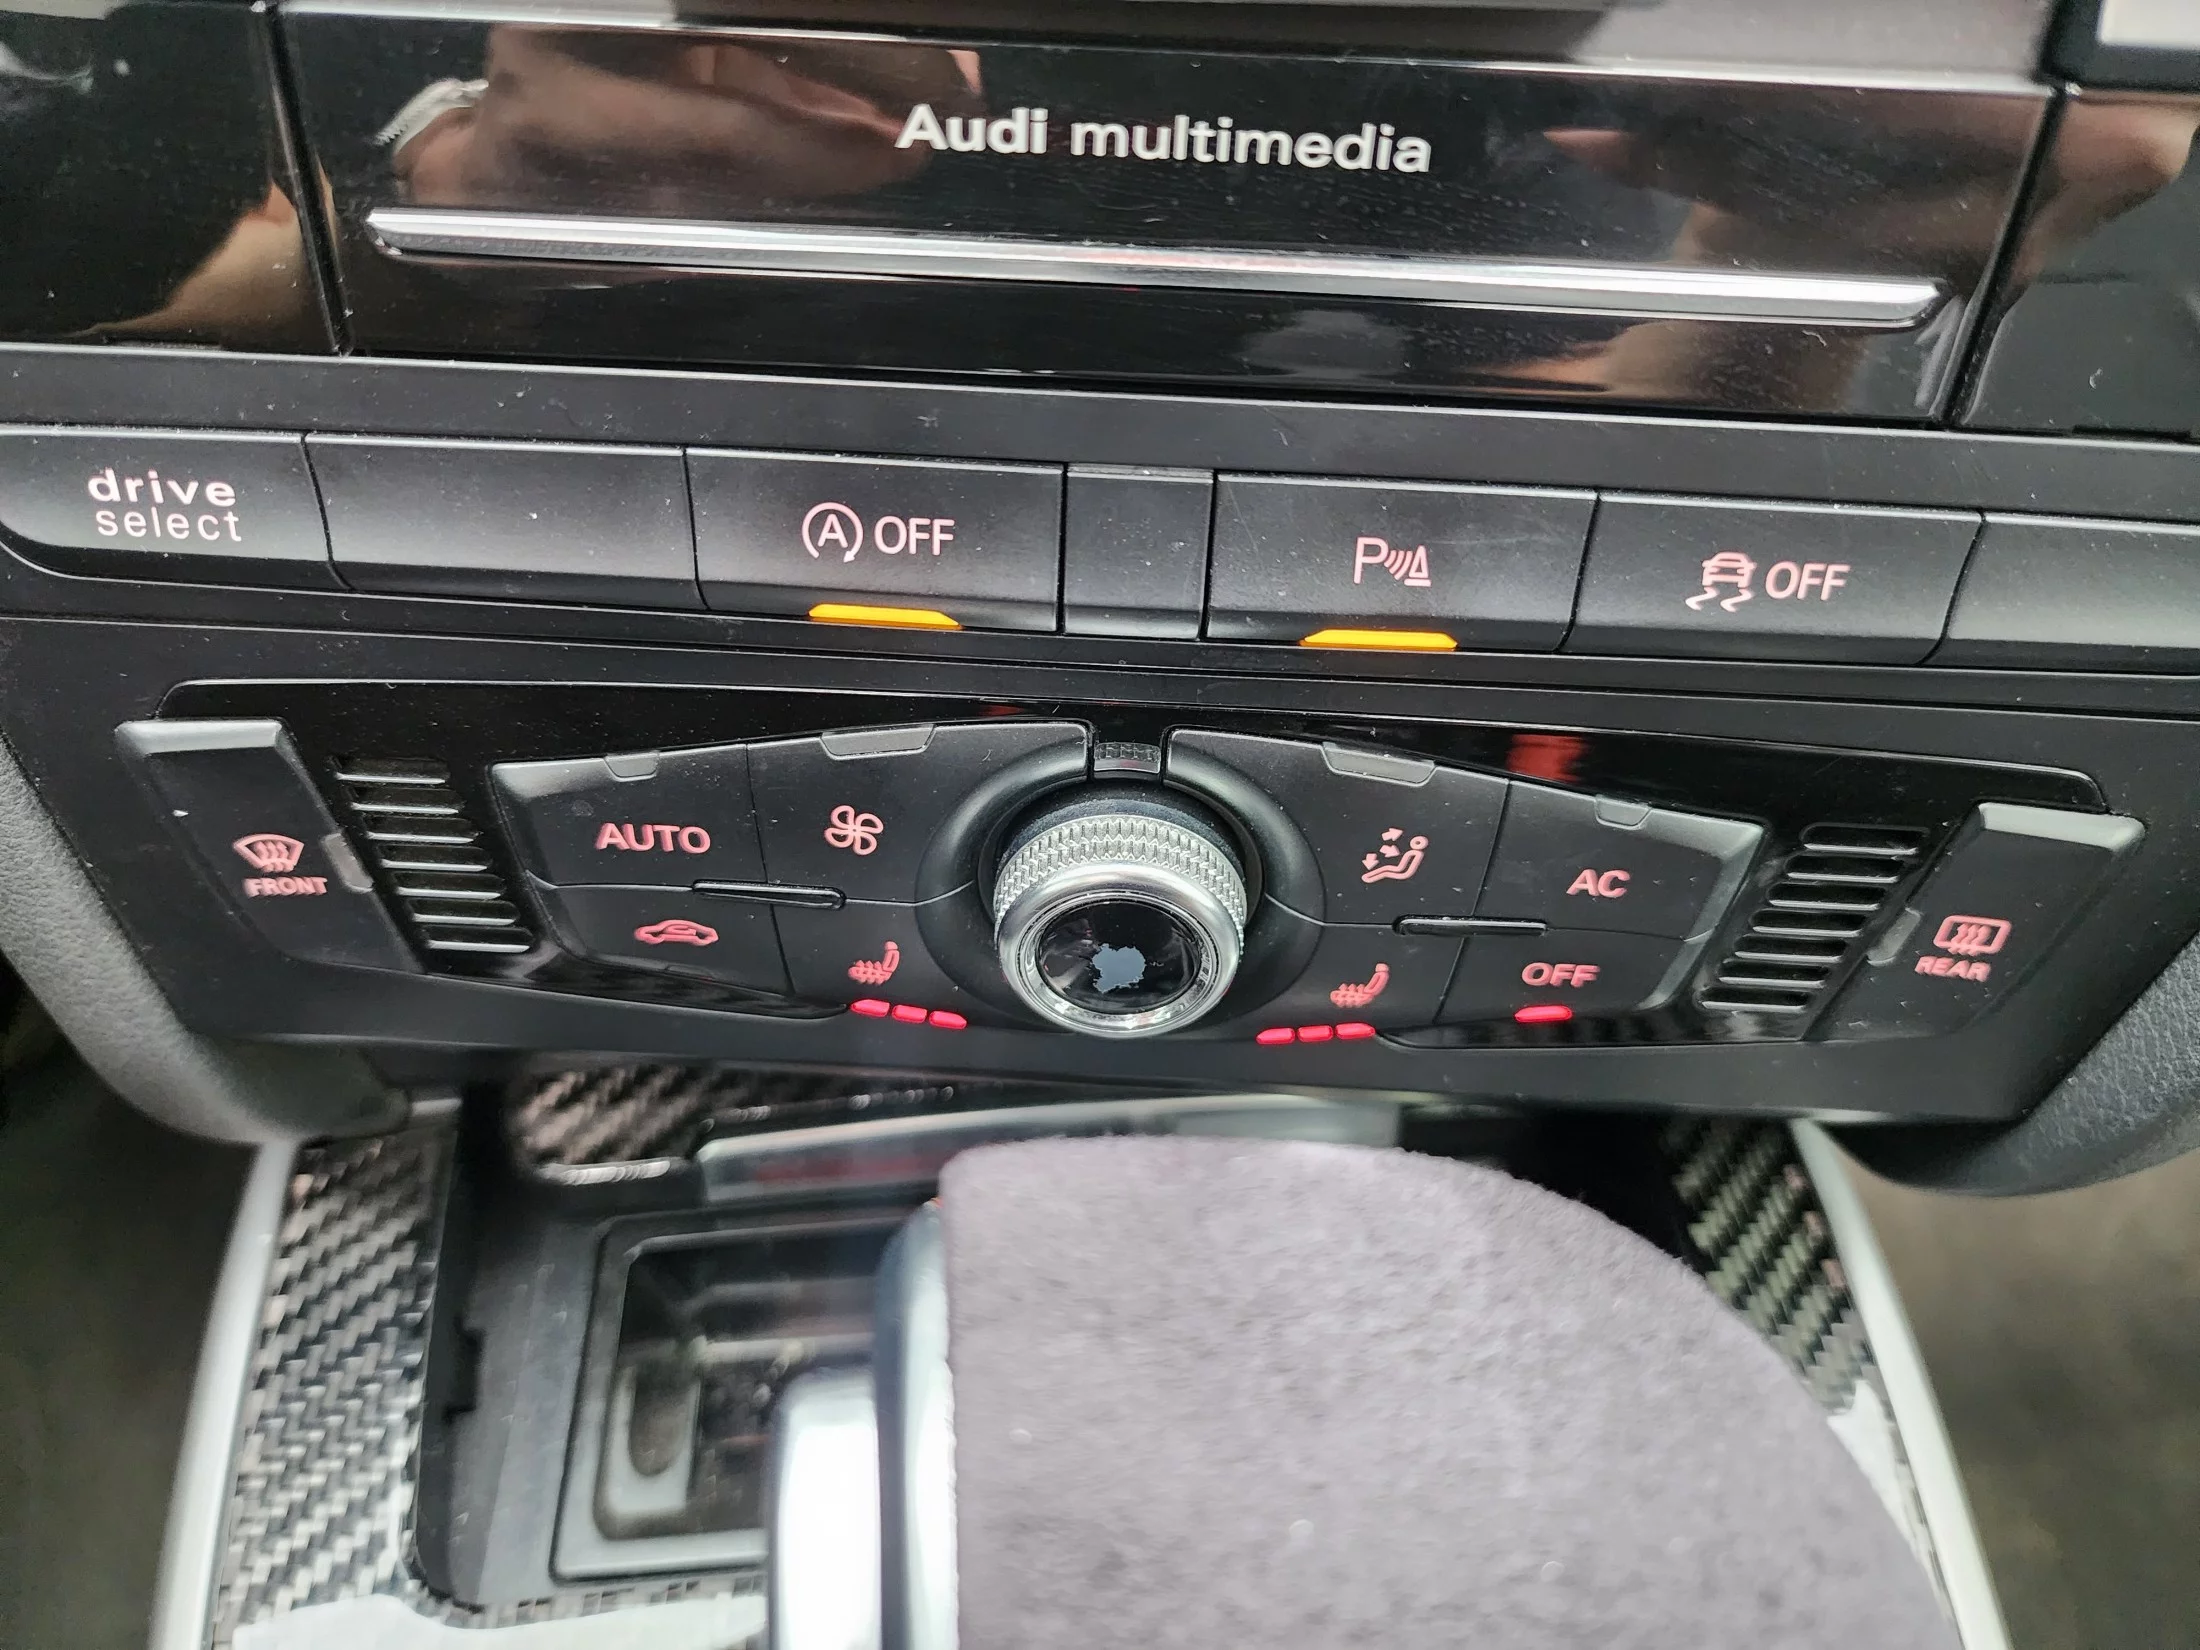 Audi multimedia
drive
select
A OFF
P
OFF
AUTO
AC
FRONT
OFF
REAR